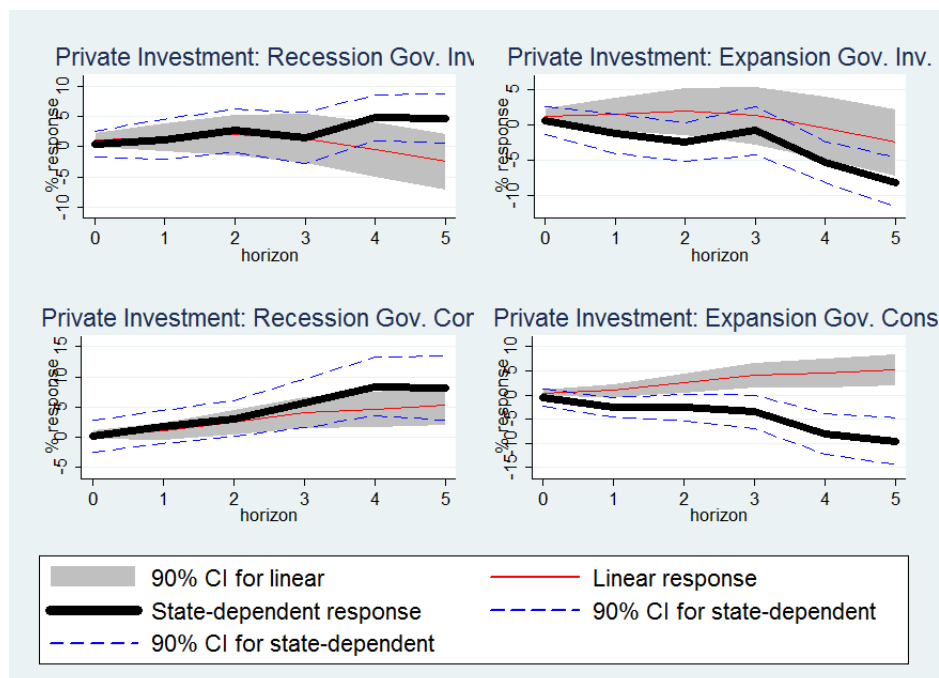 Private Investment: Recession Gov. Inv
Private Investment: Expansion Gov. Inv.
% response
-10 -5 0 5 10
0 1 2 3 4 5
horizon
% response
-10 -5 0 5
0 1 2 3 4 5
horizon
Private Investment: Recession Gov. Con
Private Investment: Expansion Gov. Cons
% response
-5 0 5 10 15
0 1 2 3 4 5
horizon
% response
-15 -10 -5 0 5 10
0 1 2 3 4 5
horizon
90% CI for linear
Linear response
State-dependent response
90% CI for state-dependent
90% CI for state-dependent